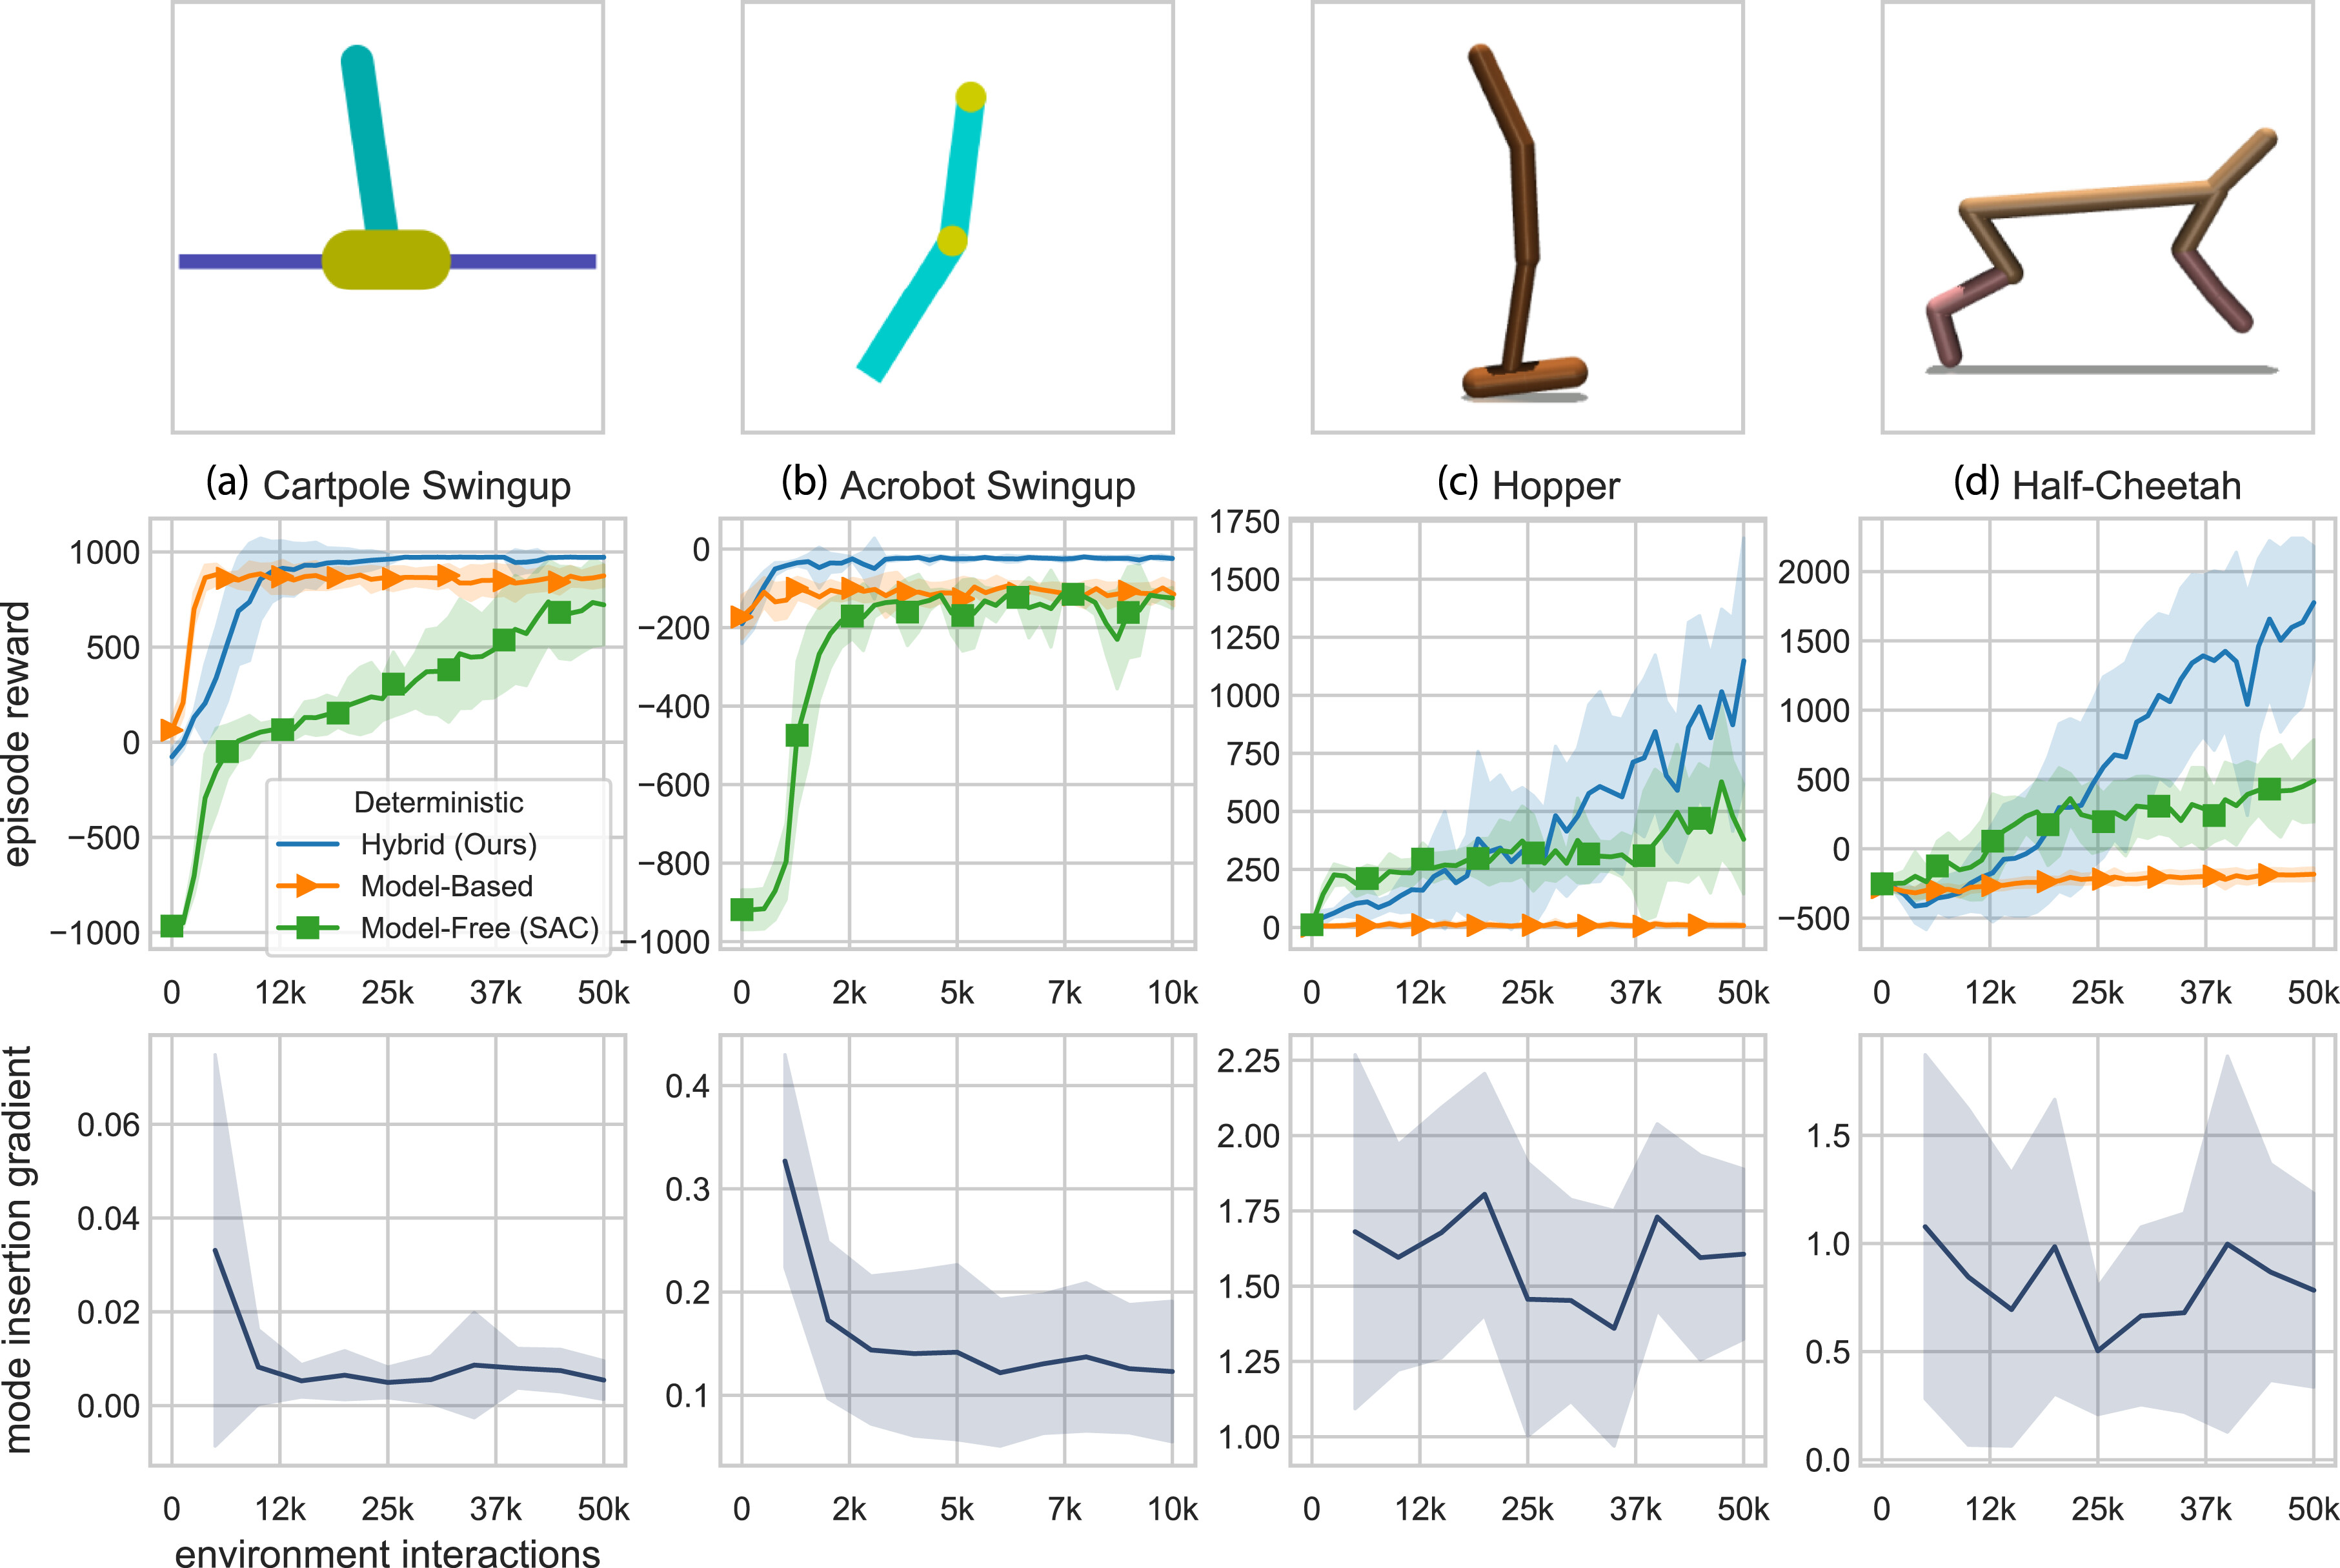 (a) Cartpole Swingup
(b) Acrobot Swingup
(c) Hopper
(d) Half-Cheetah
episode reward
1000
500
0
−500
−1000
Deterministic
Hybrid (Ours)
Model-Based
Model-Free (SAC)
0 12k 25k 37k 50k
0
−200
−400
−600
−800
−1000
0 2k 5k 7k 10k
1750
1500
1250
1000
750
500
250
0
0 12k 25k 37k 50k
2000
1500
1000
500
0
−500
0 12k 25k 37k 50k
mode insertion gradient
0.06
0.04
0.02
0.00
0 12k 25k 37k 50k
environment interactions
0.4
0.3
0.2
0.1
0 2k 5k 7k 10k
2.25
2.00
1.75
1.50
1.25
1.00
0 12k 25k 37k 50k
1.5
1.0
0.5
0.0
0 12k 25k 37k 50k